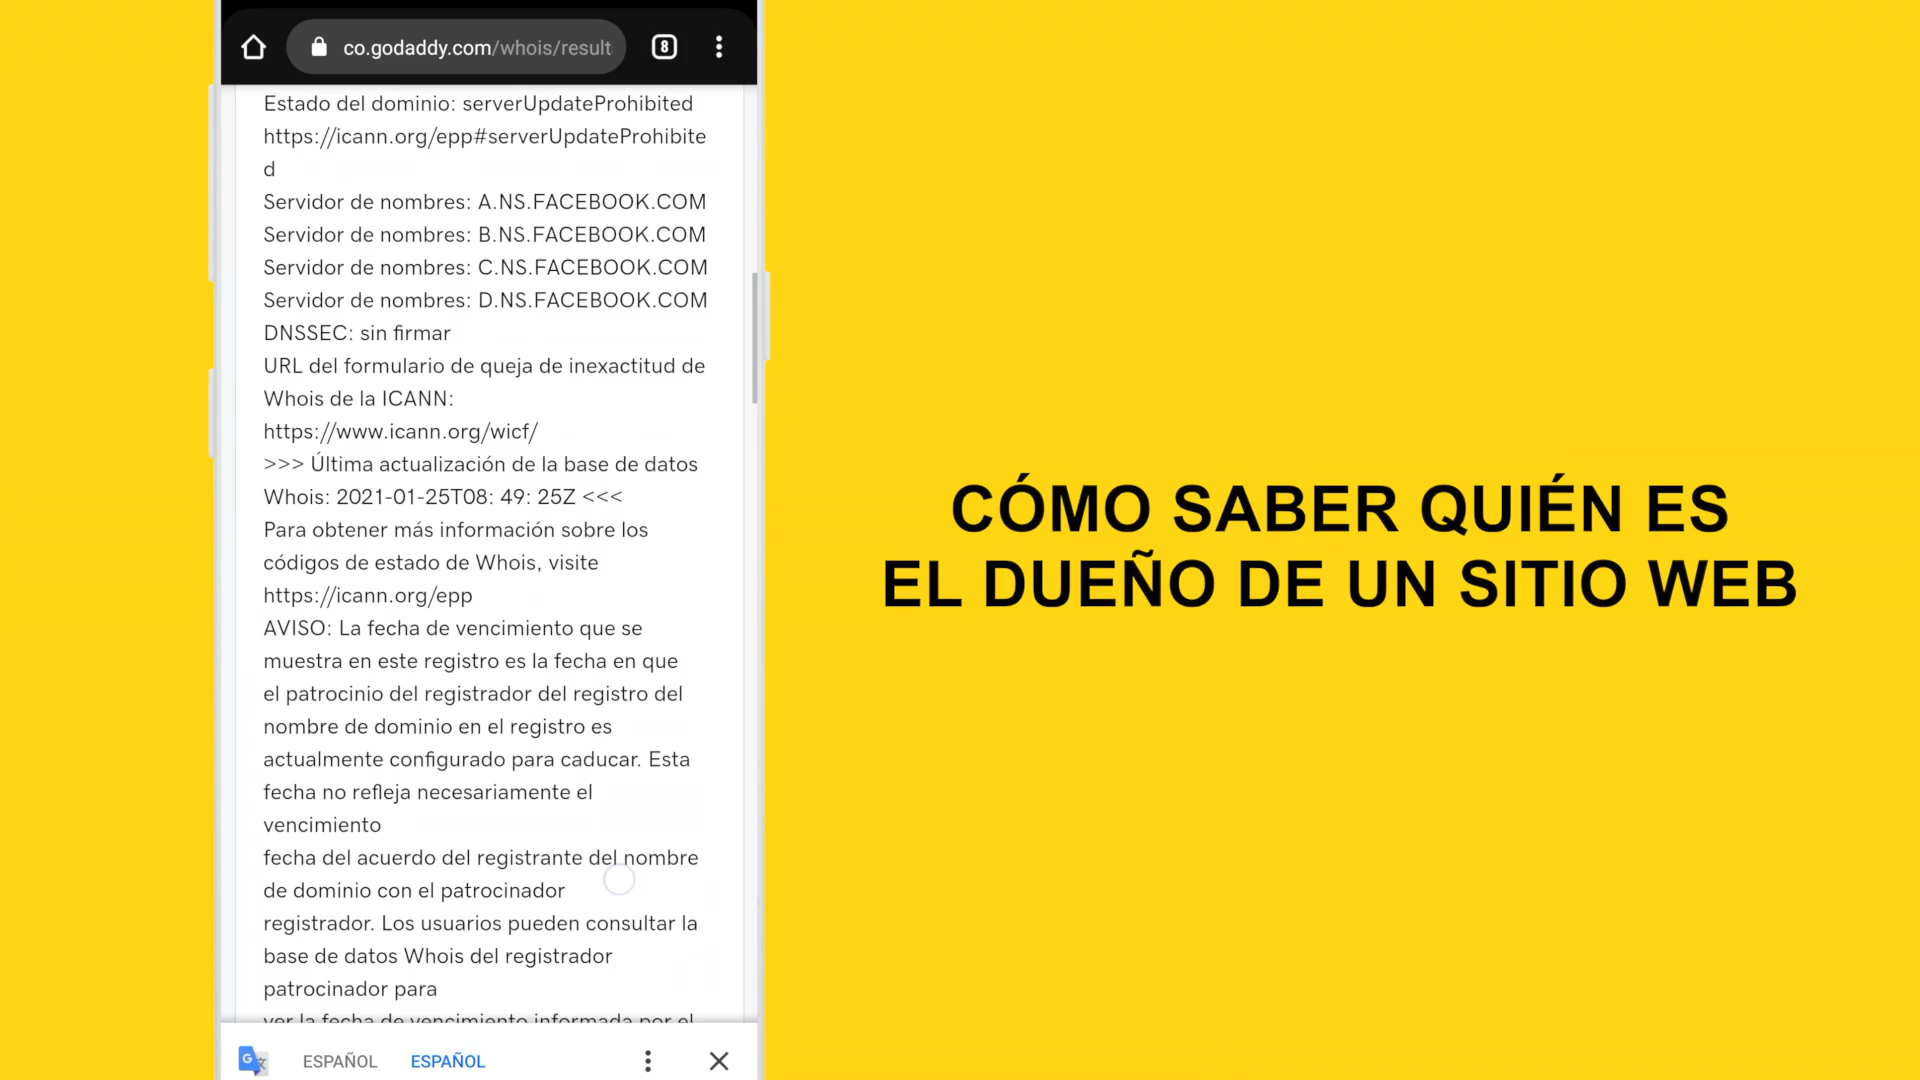 co.godaddy.com/whois/result
8
Estado del dominio: serverUpdateProhibited
https://icann.org/epp#serverUpdateProhibite
d
Servidor de nombres: A.NS.FACEBOOK.COM
Servidor de nombres: B.NS.FACEBOOK.COM
Servidor de nombres: C.NS.FACEBOOK.COM
Servidor de nombres: D.NS.FACEBOOK.COM
DNSSEC: sin firmar
URL del formulario de queja de inexactitud de
Whois de la ICANN:
https://www.icann.org/wicf/
>>> Última actualización de la base de datos
Whois: 2021-01-25T08: 49: 25Z <<<
Para obtener más información sobre los
códigos de estado de Whois, visite
https://icann.org/epp
AVISO: La fecha de vencimiento que se
muestra en este registro es la fecha en que
el patrocinio del registrador del registro del
nombre de dominio en el registro es
actualmente configurado para caducar. Esta
fecha no refleja necesariamente el
vencimiento
fecha del acuerdo del registrante del nombre
de dominio con el patrocinador
registrador. Los usuarios pueden consultar la
base de datos Whois del registrador
patrocinador para
ver la fecha de vencimiento informada por el
G
ESPAÑOL ESPAÑOL
CÓMO SABER QUIÉN ES
EL DUEÑO DE UN SITIO WEB